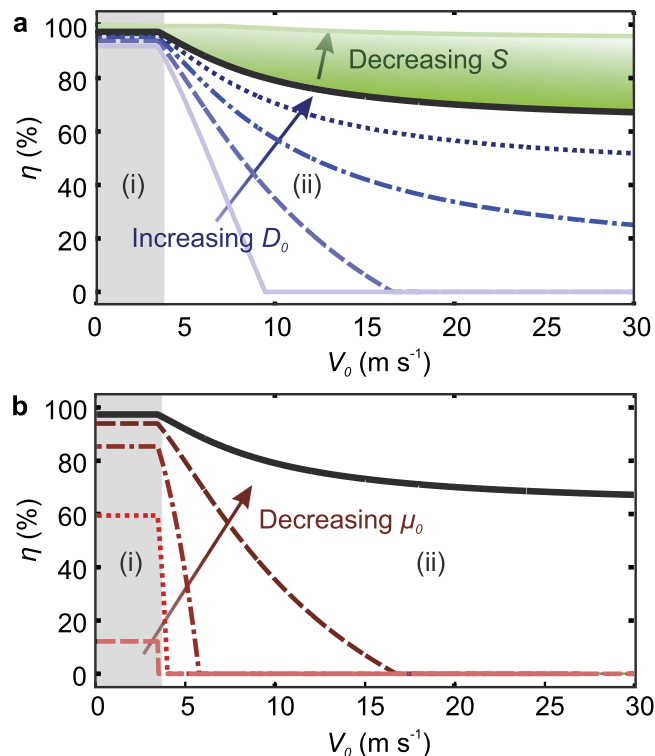 a
100
80
60
40
20
0
η (%)
Decreasing S
(i)
(ii)
Increasing D₀
0 5 10 15 20 25 30
V₀ (m s⁻¹)
b
100
80
60
40
20
0
η (%)
Decreasing μ₀
(i)
(ii)
0 5 10 15 20 25 30
V₀ (m s⁻¹)